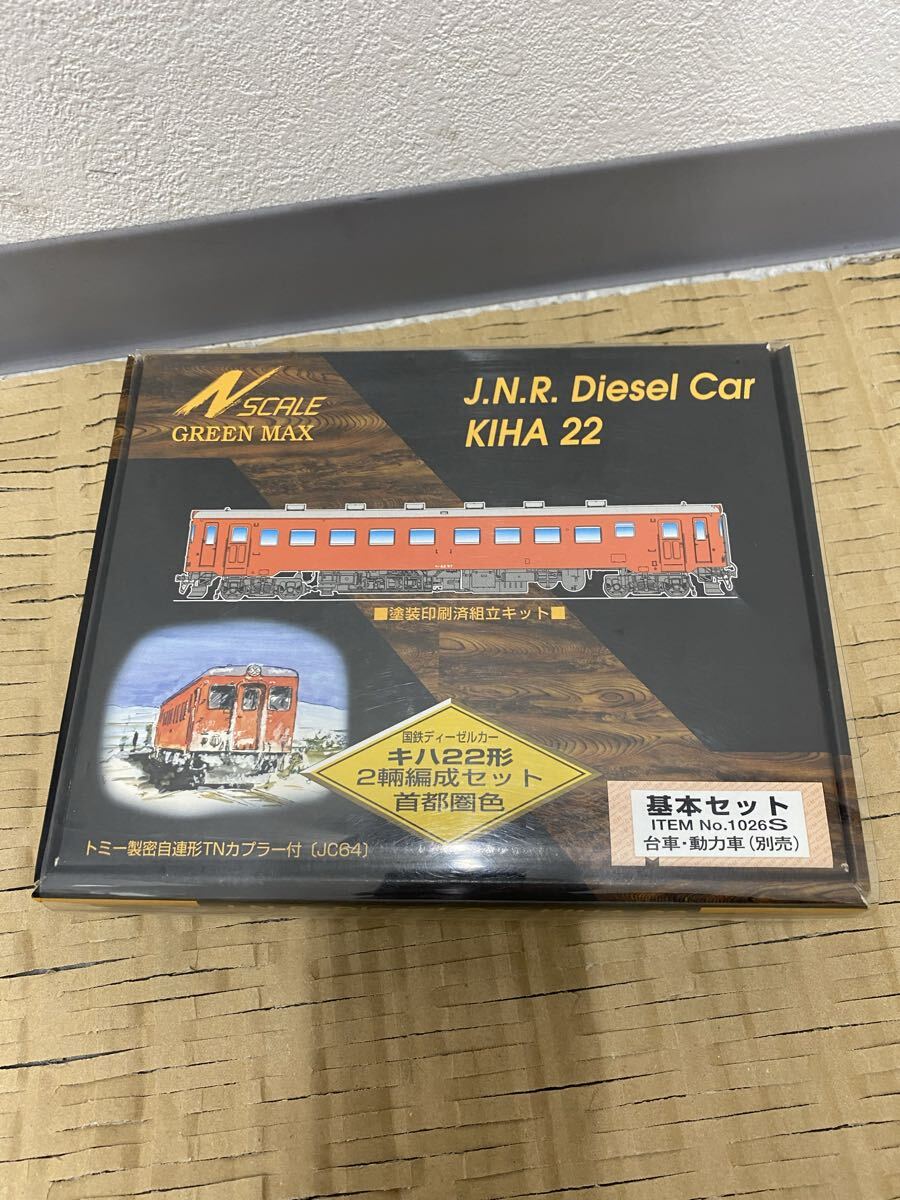 N SCALE
GREEN MAX
J.N.R. Diesel Car
KIHA 22
■塗装印刷済組立キット■
国鉄ディーゼルカー
キハ22形
2輛編成セット
首都圏色
トミー製密自連形TNカプラー付〔JC64〕
基本セット
ITEM No.1026S
台車・動力車(別売)